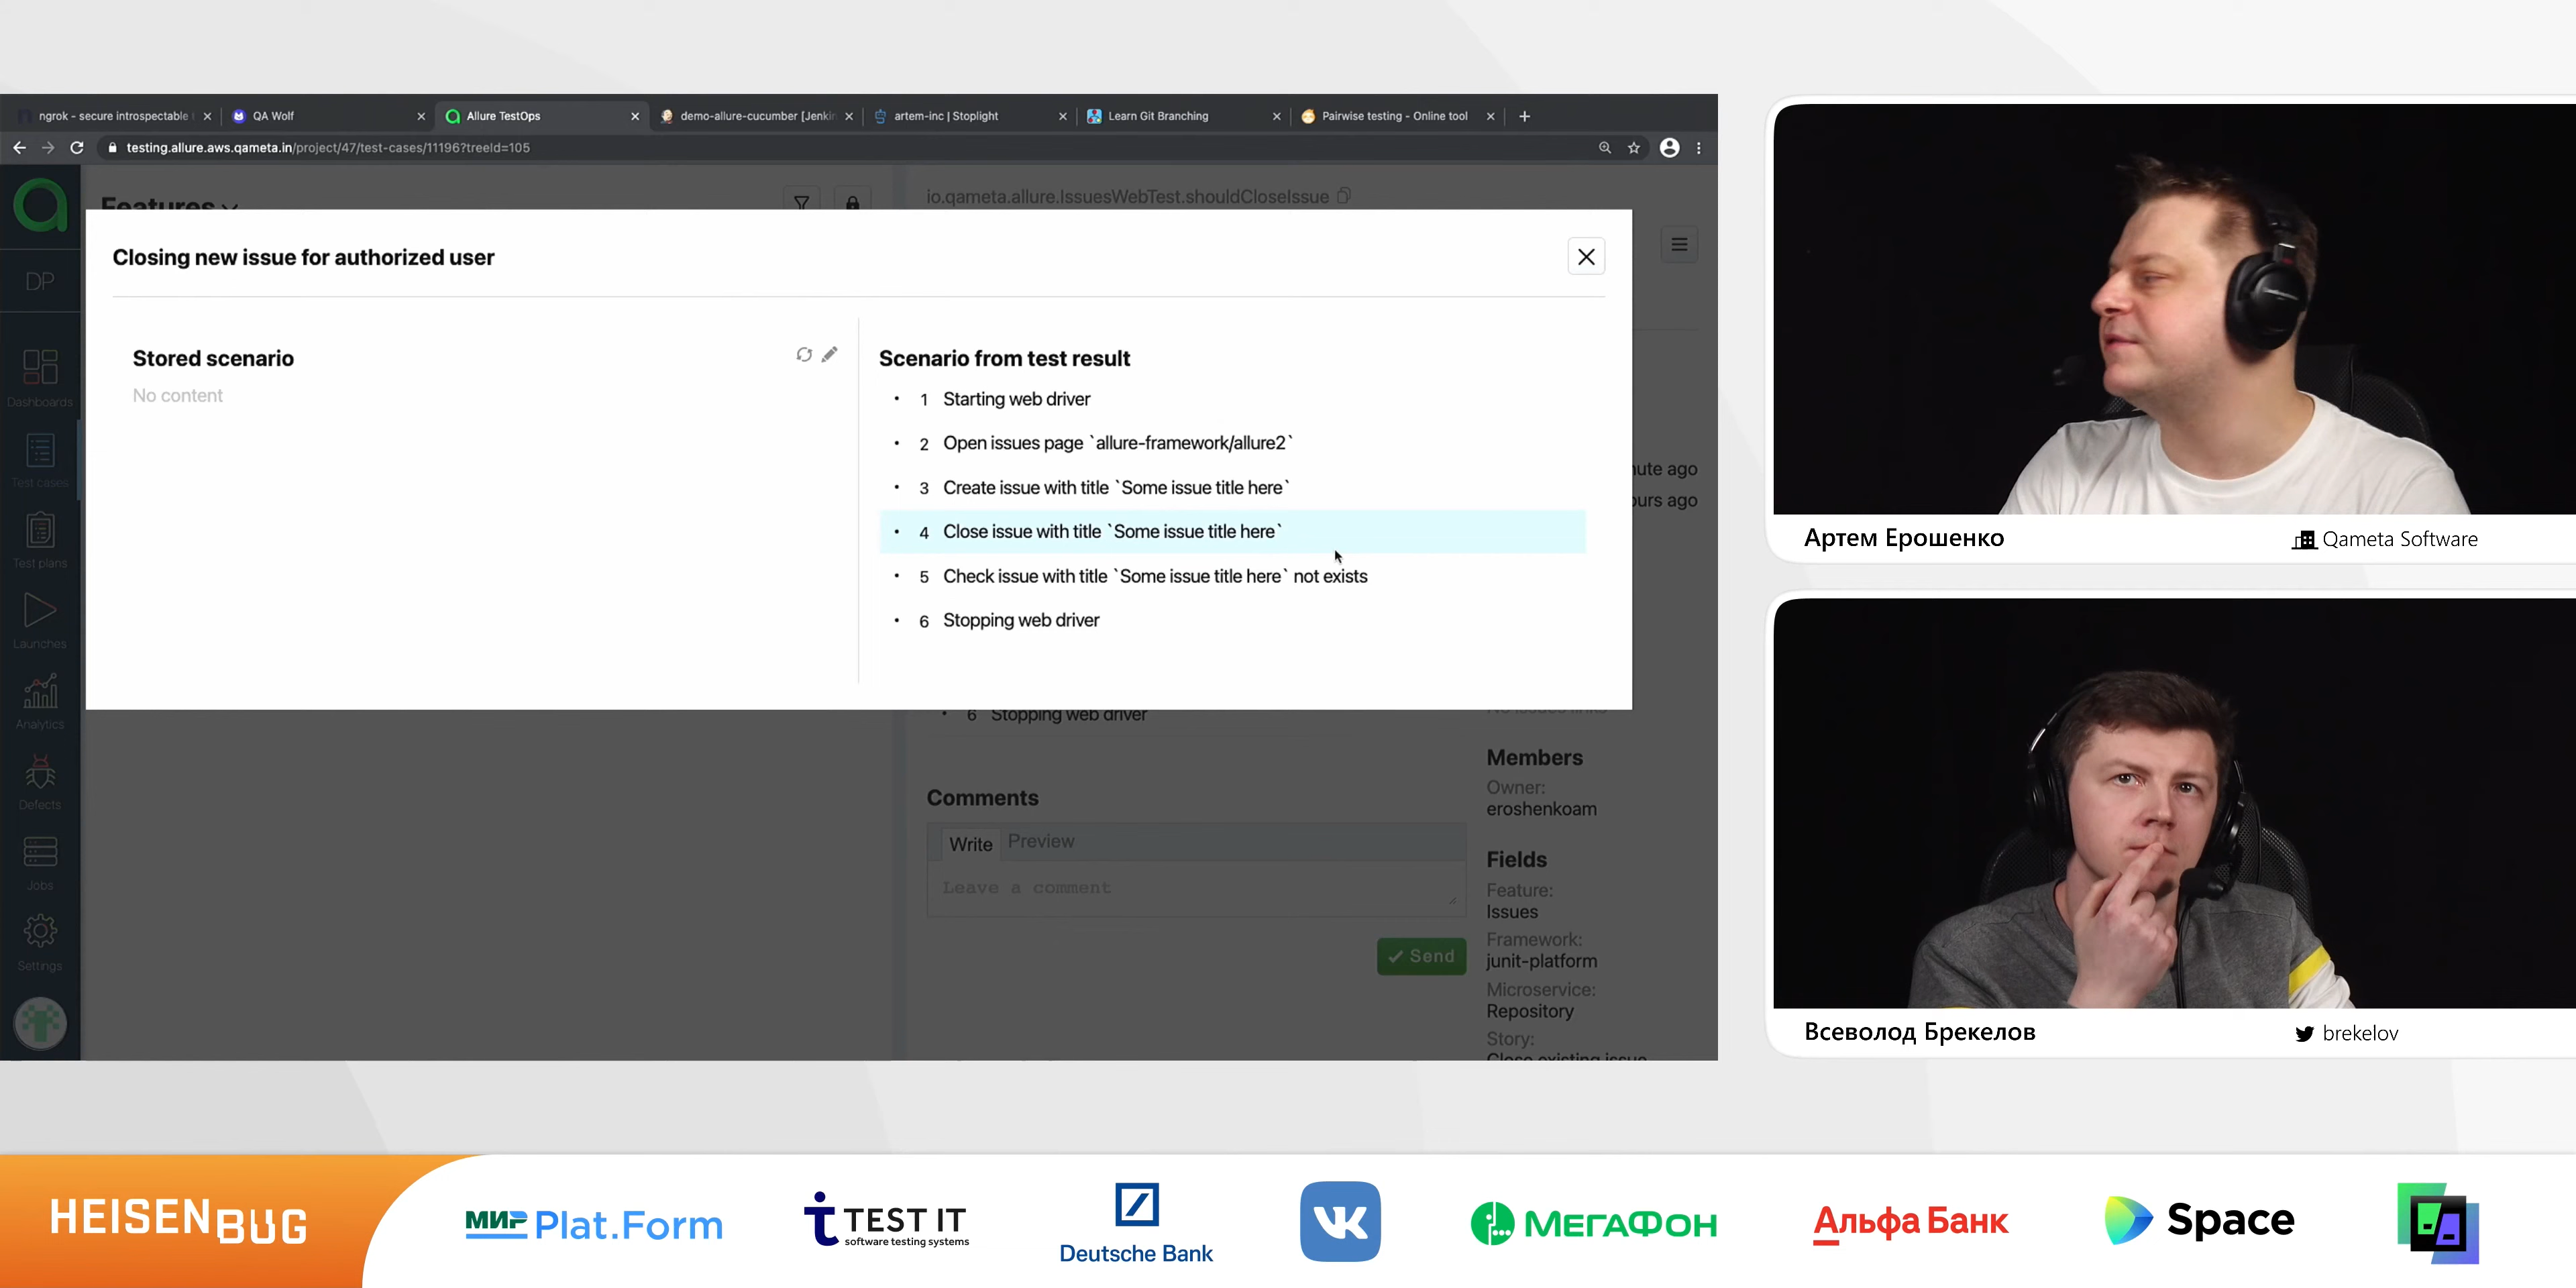 ngrok - secure introspectable
QA Wolf
Allure TestOps
demo-allure-cucumber [Jenkin
artem-inc | Stoplight
Learn Git Branching
Pairwise testing - Online tool
testing.allure.aws.qameta.in/project/47/test-cases/11196?treeId=105
Features
io.qameta.allure.IssuesWebTest.shouldCloseIssue
DP
Dashboards
Test cases
Test plans
Launches
Analytics
Defects
Jobs
Settings
Closing new issue for authorized user
Stored scenario
No content
Scenario from test result
1 Starting web driver
2 Open issues page `allure-framework/allure2`
3 Create issue with title `Some issue title here`
4 Close issue with title `Some issue title here`
5 Check issue with title `Some issue title here` not exists
6 Stopping web driver
ago
ago
6 Stopping web driver
Comments
Write
Preview
Leave a comment
Send
Members
Owner:
eroshenkoam
Fields
Feature:
Issues
Framework:
junit-platform
Microservice:
Repository
Story:
Close existing issue
Артем Ерошенко
Qameta Software
Всеволод Брекелов
brekelov
HEISENBUG
МИР Plat.Form
TEST IT
software testing systems
Deutsche Bank
VK
МЕГАФОН
Альфа Банк
Space